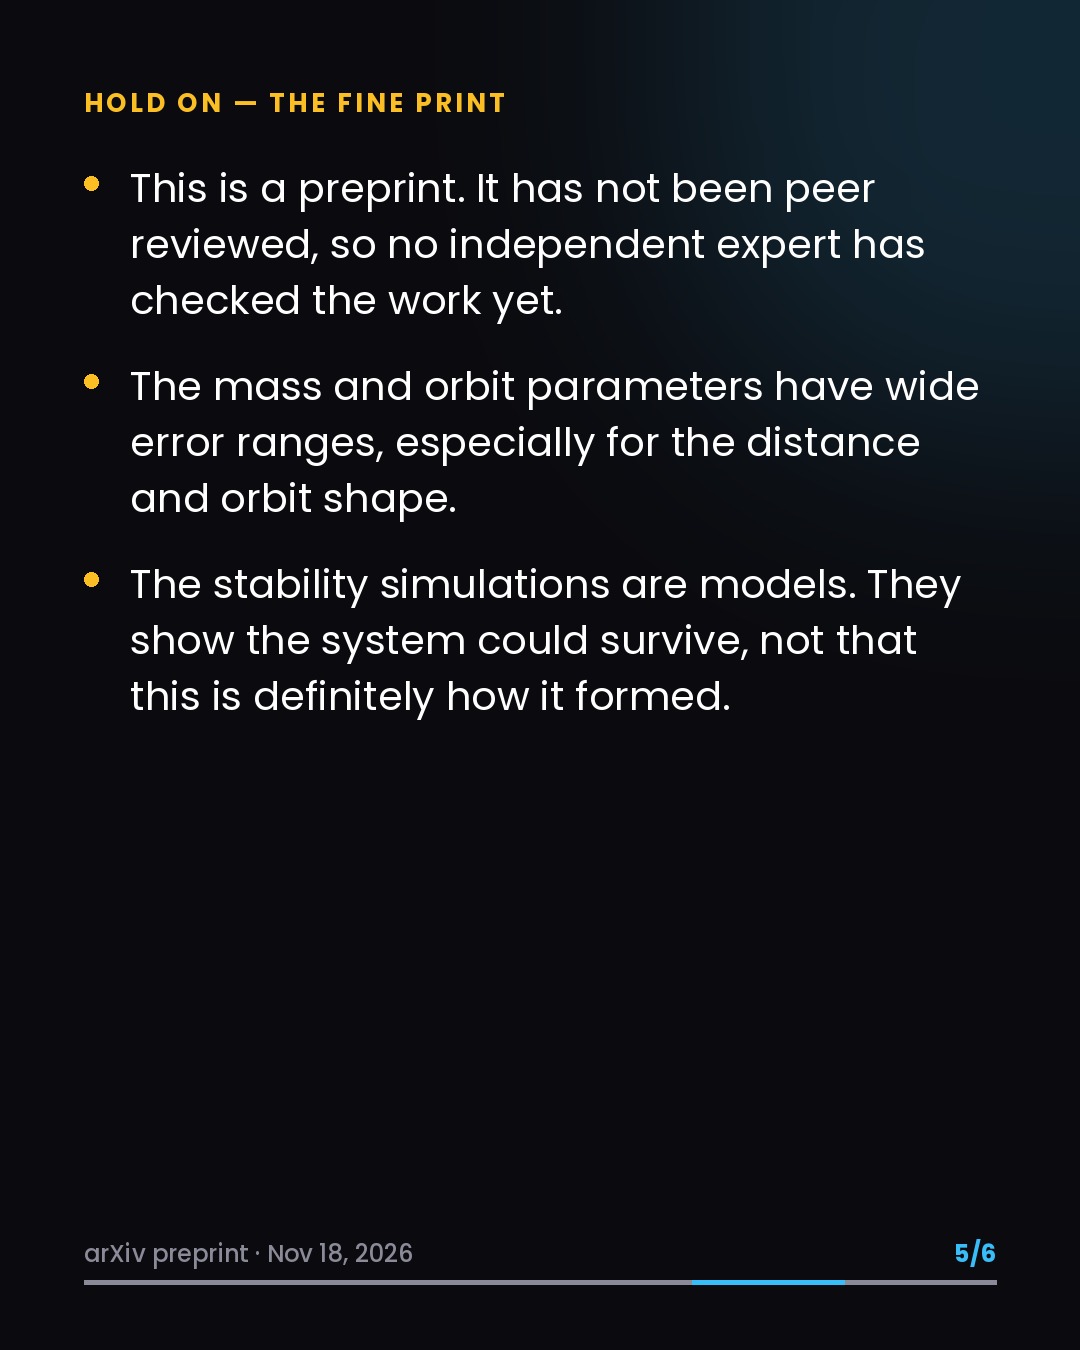 HOLD ON — THE FINE PRINT
• This is a preprint. It has not been peer
reviewed, so no independent expert has
checked the work yet.
• The mass and orbit parameters have wide
error ranges, especially for the distance
and orbit shape.
• The stability simulations are models. They
show the system could survive, not that
this is definitely how it formed.
arXiv preprint · Nov 18, 2026
5/6